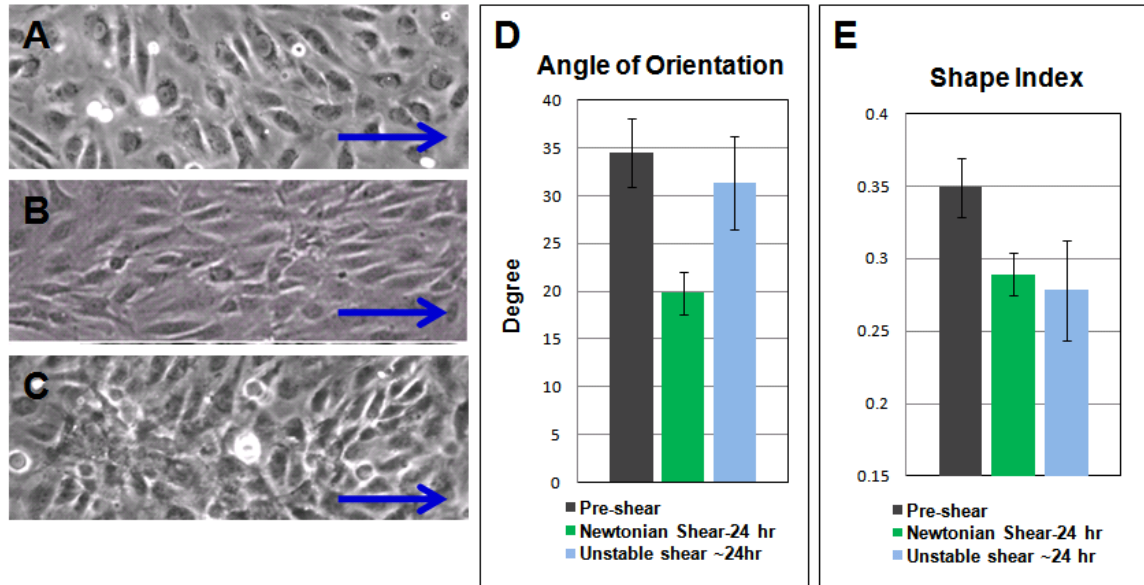 A
B
C
D
Angle of Orientation
Degree
40
35
30
25
20
15
10
5
0
Pre-shear
Newtonian Shear-24 hr
Unstable shear ~24hr
E
Shape Index
0.4
0.35
0.3
0.25
0.2
0.15
Pre-shear
Newtonian Shear-24 hr
Unstable shear ~24 hr